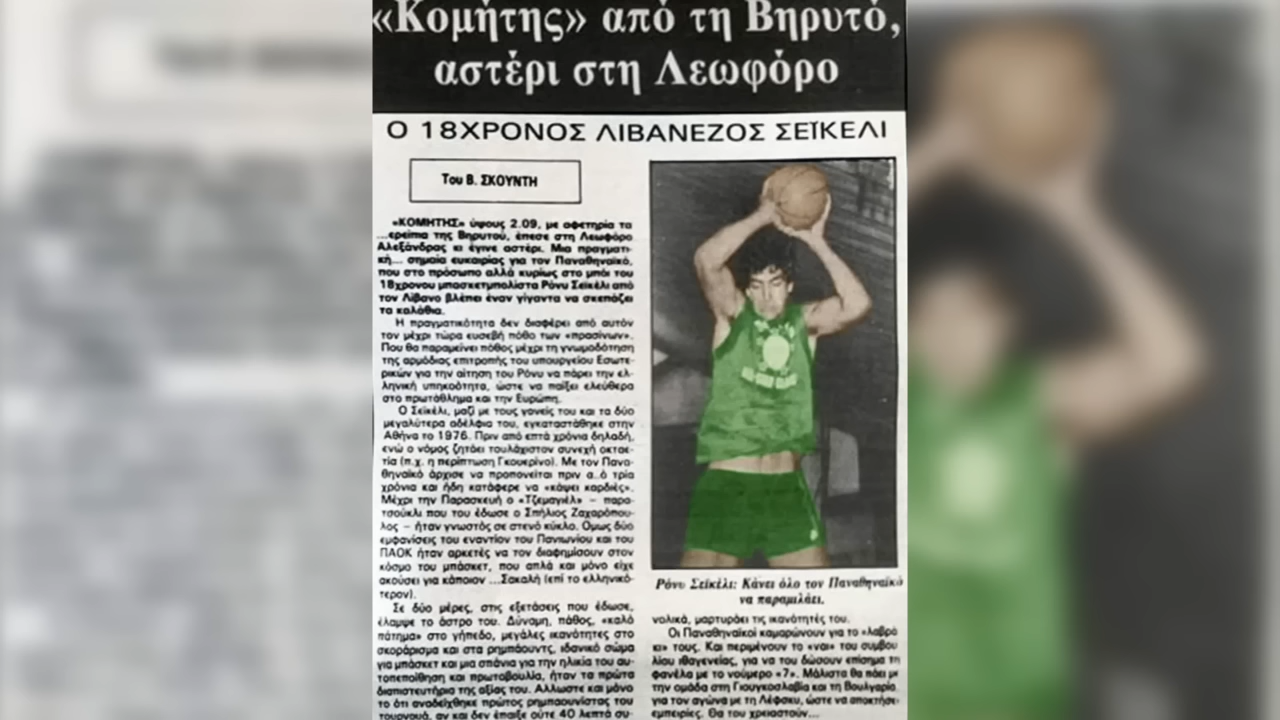 «Κομήτης» από τη Βηρυτό,
αστέρι στη Λεωφόρο
Ο 18ΧΡΟΝΟΣ ΛΙΒΑΝΕΖΟΣ ΣΕΪΚΕΛΙ
Του Β. ΣΚΟΥΝΤΗ
«ΚΟΜΗΤΗΣ» ύψους 2.09, με αφετηρία τα
...ερείπια της Βηρυτού, έπεσε στη Λεωφόρο
Αλεξάνδρας κι έγινε αστέρι. Μια πραγματι-
κή... σημαία ευκαιρίας για τον Παναθηναϊκό,
που στο πρόσωπο αλλά κυρίως στο μπόι του
18χρονου μπασκετμπολίστα Ρόνυ Σεϊκέλι από
τον Λίβανο βλέπει έναν γίγαντα να σκεπάζει
τα καλάθια.
Η πραγματικότητα δεν διαφέρει από αυτόν
τον μέχρι τώρα ευσεβή πόθο των «πρασίνων».
Που θα παραμείνει πόθος μέχρι τη γνωμοδότηση
της αρμόδιας επιτροπής του υπουργείου Εσωτε-
ρικών για την αίτηση του Ρόνυ να πάρει την ελ-
ληνική υπηκοότητα, ώστε να παίξει ελεύθερα
στο πρωτάθλημα και την Ευρώπη.
Ο Σεϊκέλι, μαζί με τους γονείς του και τα δύο
μεγαλύτερα αδέλφια του, εγκαταστάθηκε στην
Αθήνα το 1976. Πριν από επτά χρόνια δηλαδή,
ενώ ο νόμος ζητάει τουλάχιστον συνεχή οκτα-
ετία (π.χ. η περίπτωση Γκουερίνο). Με τον Πανα-
θηναϊκό άρχισε να προπονείται πριν α..ό τρία
χρόνια και ήδη κατάφερε να «κάψει καρδιές».
Μέχρι την Παρασκευή ο «Τζεμαγιέλ» – παρα-
τσούκλι που του έδωσε ο Σπήλιος Ζαχαρόπου-
λος – ήταν γνωστός σε στενό κύκλο. Ομως δύο
εμφανίσεις του εναντίον του Πανιωνίου και του
ΠΑΟΚ ήταν αρκετές να τον διαφημίσουν στον
κόσμο του μπάσκετ, που απλά και μόνο είχε
ακούσει για κάποιον ...Σακαλή (επί το ελληνικό-
τερον).
Σε δύο μέρες, στις εξετάσεις που έδωσε,
έλαμψε το άστρο του. Δύναμη, πάθος, «καλό
πάτημα» στο γήπεδο, μεγάλες ικανότητες στο
σκοράρισμα και στα ρημπάουντς, ιδανικό σώμα
για μπάσκετ και μια σπάνια για την ηλικία του αυ-
τοπεποίθηση και πρωτοβουλία, ήταν τα πρώτα
διαπιστευτήρια της αξίας του. Αλλωστε και μόνο
το ότι αναδείχθηκε πρώτος ρημπαουνίστας του
τουρνουά, αν και δεν έπαιξε ούτε 40 λεπτά συ-
Ρόνυ Σεϊκέλι: Κάνει όλο τον Παναθηναϊκό
να παραμιλάει.
νολικά, μαρτυράει τις ικανότητές του.
Οι Παναθηναϊκοί καμαρώνουν για το «λαβρά
κι» τους. Και περιμένουν το «ναι» του συμβου
λίου ιθαγενείας, για να του δώσουν επίσημα τη
φανέλα με το νούμερο «7». Μάλιστα θα πάει με
την ομάδα στη Γιουγκοσλαβία και τη Βουλγαρία
για τον αγώνα με τη Λέφσκυ, ώστε να αποκτήσει
εμπειρίες. Θα του χρειαστούν...